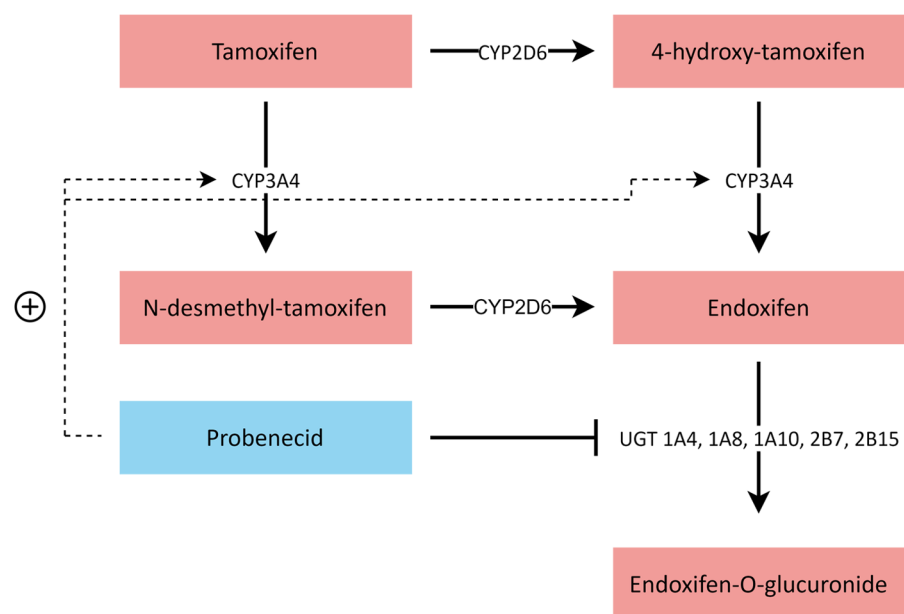 Tamoxifen
CYP2D6
4-hydroxy-tamoxifen
CYP3A4
CYP3A4
N-desmethyl-tamoxifen
CYP2D6
Endoxifen
Probenecid
UGT 1A4, 1A8, 1A10, 2B7, 2B15
Endoxifen-O-glucuronide